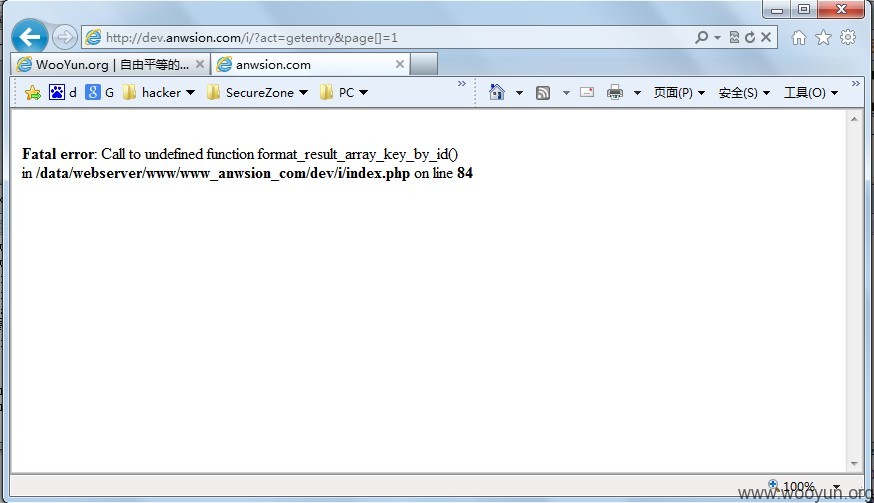 http://dev.anwsion.com/i/?act=getentry&page[]=1
WooYun.org | 自由平等的...
anwsion.com
d
G
hacker
SecureZone
PC
页面(P)
安全(S)
工具(O)
Fatal error: Call to undefined function format_result_array_key_by_id()
in /data/webserver/www/www_anwsion_com/dev/i/index.php on line 84
100%
www.wooyun.org